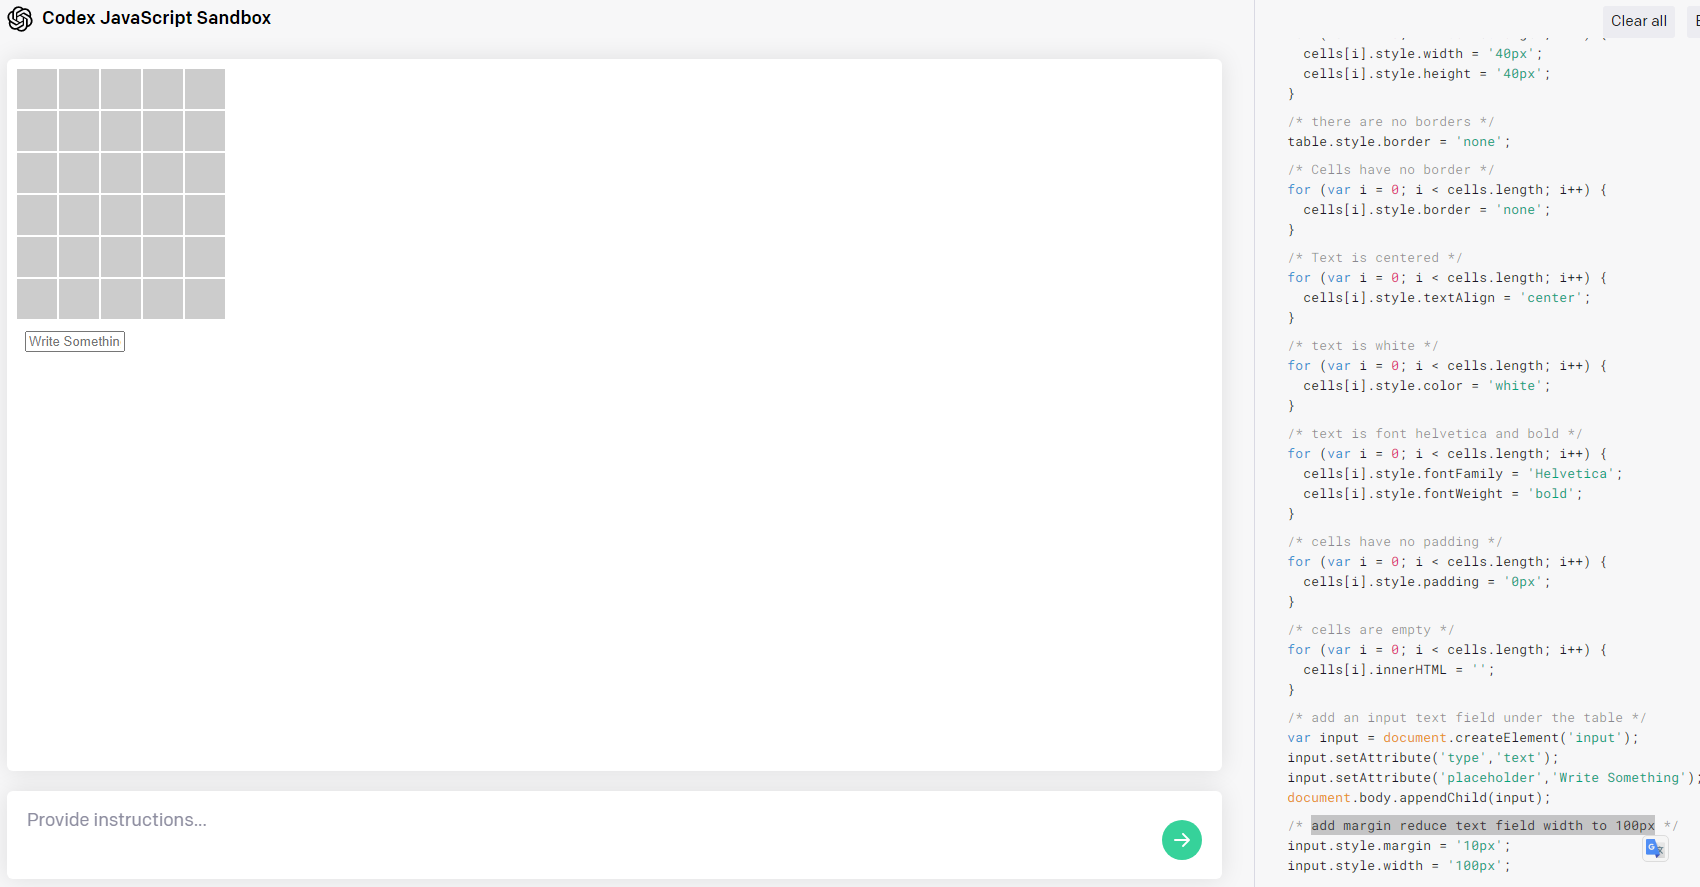 Codex JavaScript Sandbox
Write Somethin
Provide instructions...
Clear all
cells[i].style.width = '40px';
cells[i].style.height = '40px';
}
/* there are no borders */
table.style.border = 'none';
/* Cells have no border */
for (var i = 0; i < cells.length; i++) {
cells[i].style.border = 'none';
}
/* Text is centered */
for (var i = 0; i < cells.length; i++) {
cells[i].style.textAlign = 'center';
}
/* text is white */
for (var i = 0; i < cells.length; i++) {
cells[i].style.color = 'white';
}
/* text is font helvetica and bold */
for (var i = 0; i < cells.length; i++) {
cells[i].style.fontFamily = 'Helvetica';
cells[i].style.fontWeight = 'bold';
}
/* cells have no padding */
for (var i = 0; i < cells.length; i++) {
cells[i].style.padding = '0px';
}
/* cells are empty */
for (var i = 0; i < cells.length; i++) {
cells[i].innerHTML = '';
}
/* add an input text field under the table */
var input = document.createElement('input');
input.setAttribute('type','text');
input.setAttribute('placeholder','Write Something');
document.body.appendChild(input);
/* add margin reduce text field width to 100px */
input.style.margin = '10px';
input.style.width = '100px';